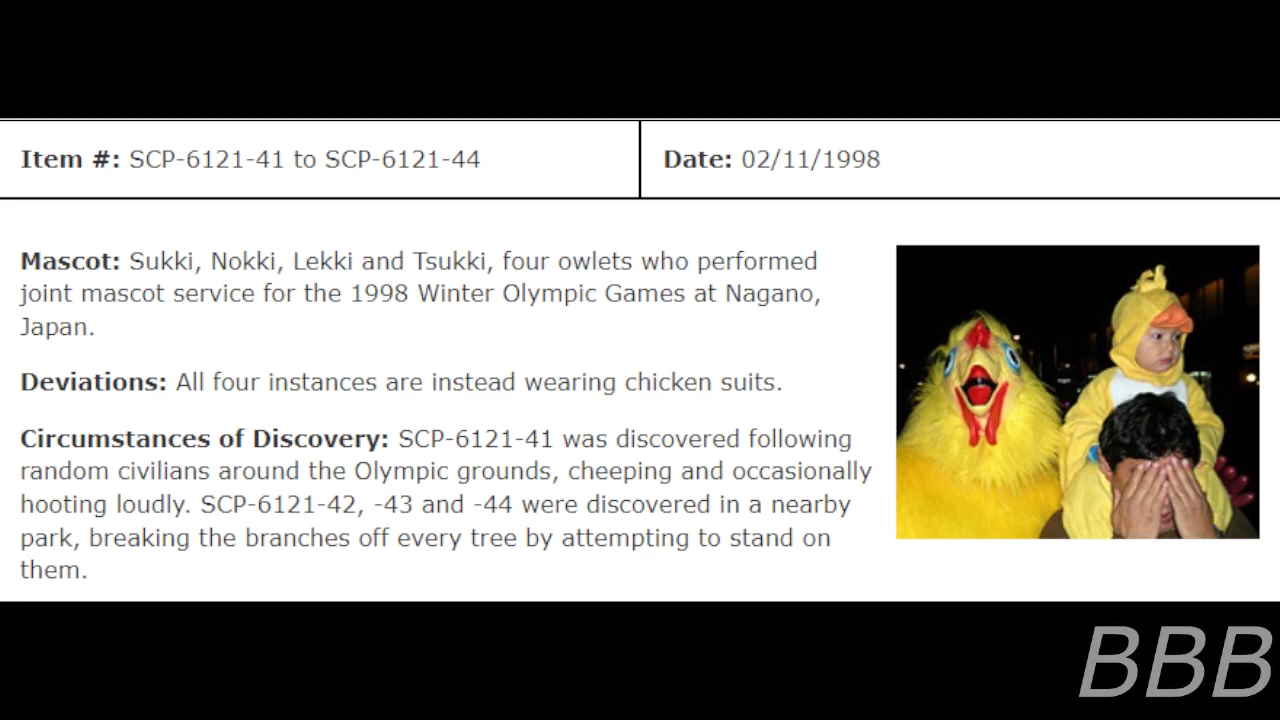 Item #: SCP-6121-41 to SCP-6121-44
Date: 02/11/1998
Mascot: Sukki, Nokki, Lekki and Tsukki, four owlets who performed
joint mascot service for the 1998 Winter Olympic Games at Nagano,
Japan.
Deviations: All four instances are instead wearing chicken suits.
Circumstances of Discovery: SCP-6121-41 was discovered following
random civilians around the Olympic grounds, cheeping and occasionally
hooting loudly. SCP-6121-42, -43 and -44 were discovered in a nearby
park, breaking the branches off every tree by attempting to stand on
them.
BBB